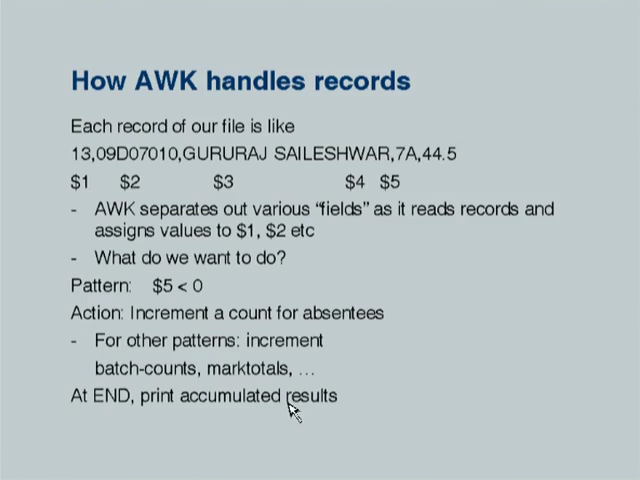 How AWK handles records
Each record of our file is like
13,09D07010,GURURAJ SAILESHWAR,7A,44.5
$1 $2 $3 $4 $5
- AWK separates out various “fields” as it reads records and
assigns values to $1, $2 etc
- What do we want to do?
Pattern: $5 < 0
Action: Increment a count for absentees
- For other patterns: increment
batch-counts, marktotals, ...
At END, print accumulated results